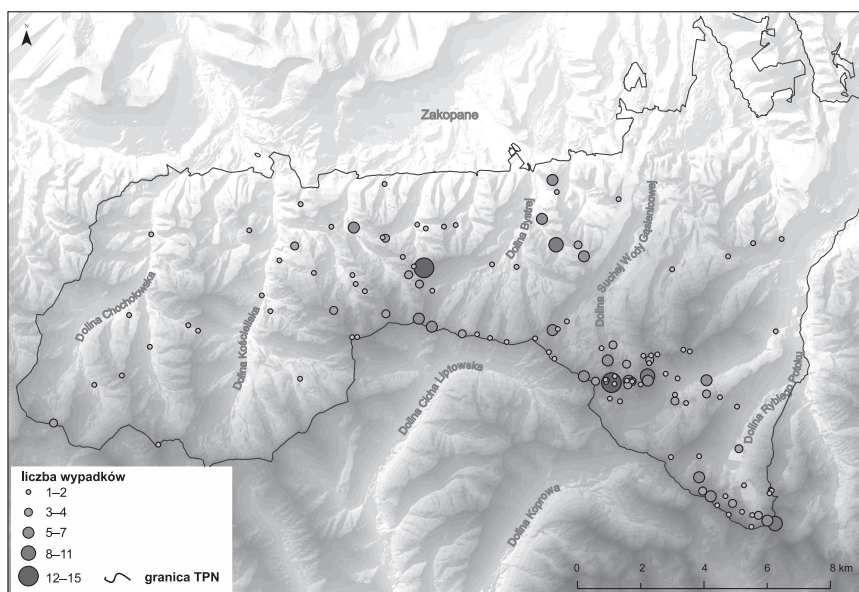 N
Zakopane
Dolina Bystrej
Dolina Suchej Wody Gąsienicowej
Dolina Chochołowska
Dolina Kościeliska
Dolina Cicha Liptowska
Dolina Rybiego Potoku
Dolina Koprowa
liczba wypadków
1–2
3–4
5–7
8–11
12–15
granica TPN
0 2 4 6 8 km